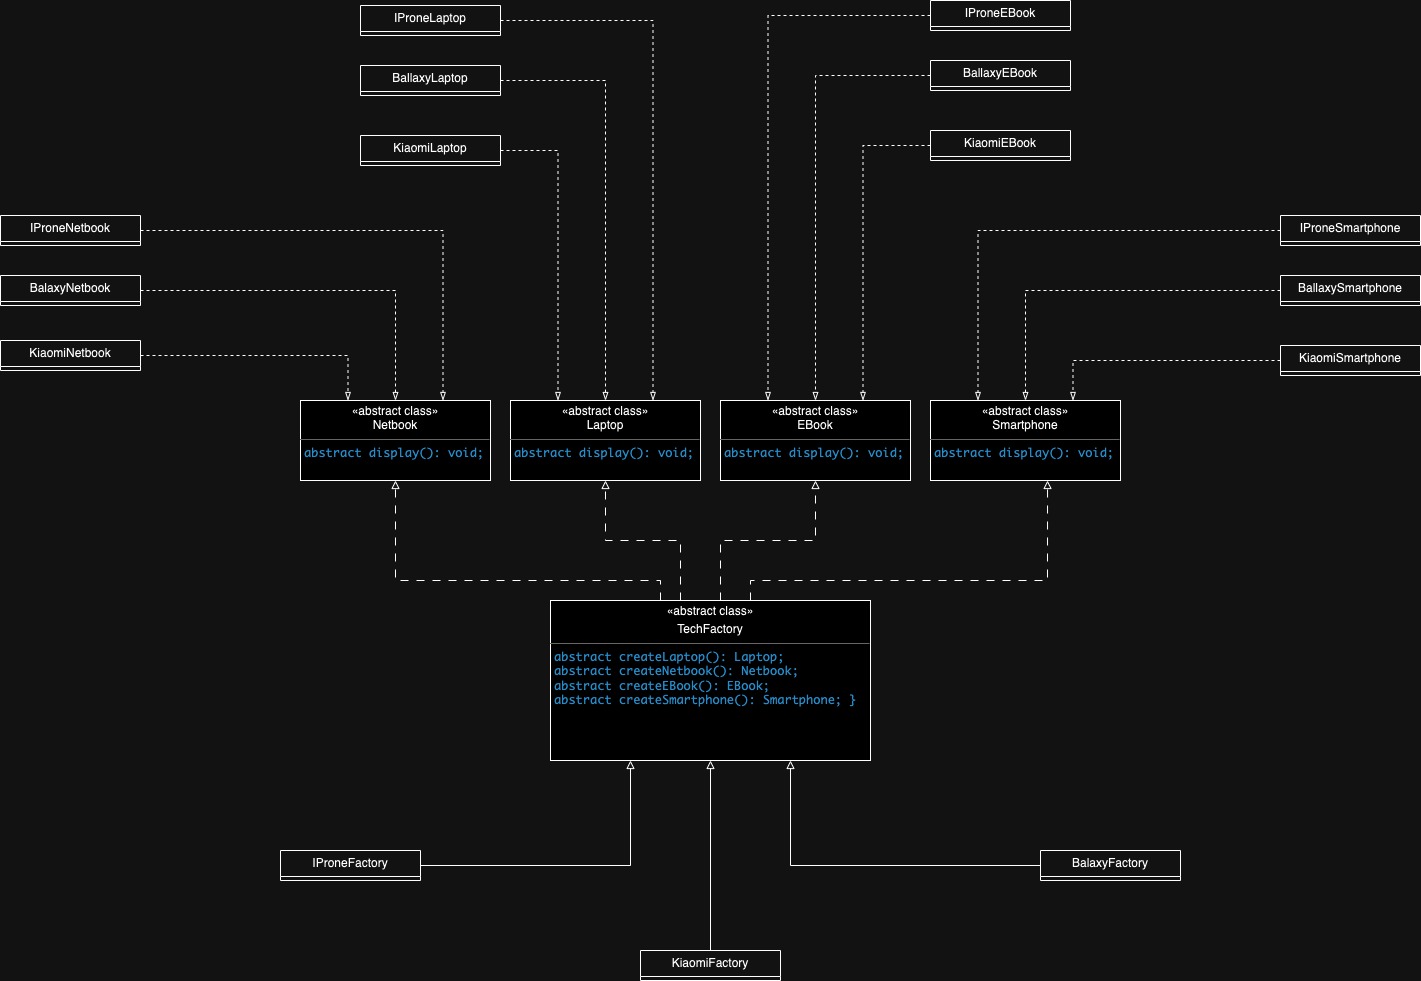 IProneLaptop
IProneEBook
BallaxyLaptop
BallaxyEBook
KiaomiLaptop
KiaomiEBook
IProneNetbook
IProneSmartphone
BalaxyNetbook
BallaxySmartphone
KiaomiNetbook
KiaomiSmartphone
«abstract class»
Netbook
abstract display(): void;
«abstract class»
Laptop
abstract display(): void;
«abstract class»
EBook
abstract display(): void;
«abstract class»
Smartphone
abstract display(): void;
«abstract class»
TechFactory
abstract createLaptop(): Laptop;
abstract createNetbook(): Netbook;
abstract createEBook(): EBook;
abstract createSmartphone(): Smartphone; }
IProneFactory
BalaxyFactory
KiaomiFactory